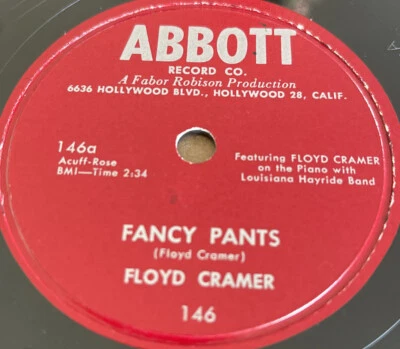 ABBOTT
RECORD CO.
A Fabor Robison Production
6636 HOLLYWOOD BLVD., HOLLYWOOD 28, CALIF.
146a
Acuff-Rose
BMI—Time 2:34
Featuring FLOYD CRAMER
on the Piano with
Louisiana Hayride Band
FANCY PANTS
(Floyd Cramer)
FLOYD CRAMER
146